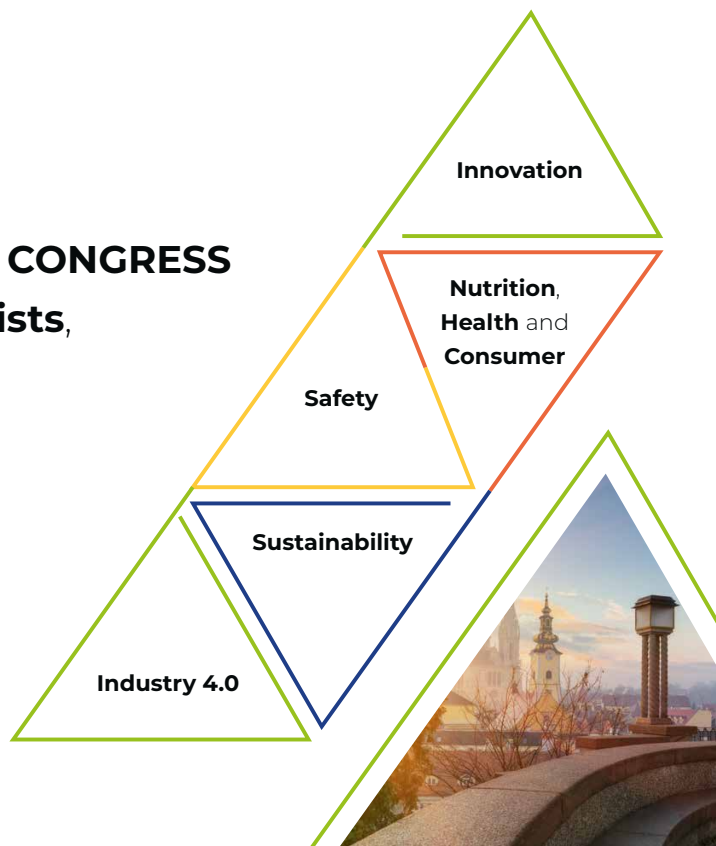 Innovation
CONGRESS
ists,
Nutrition,
Health and
Consumer
Safety
Sustainability
Industry 4.0